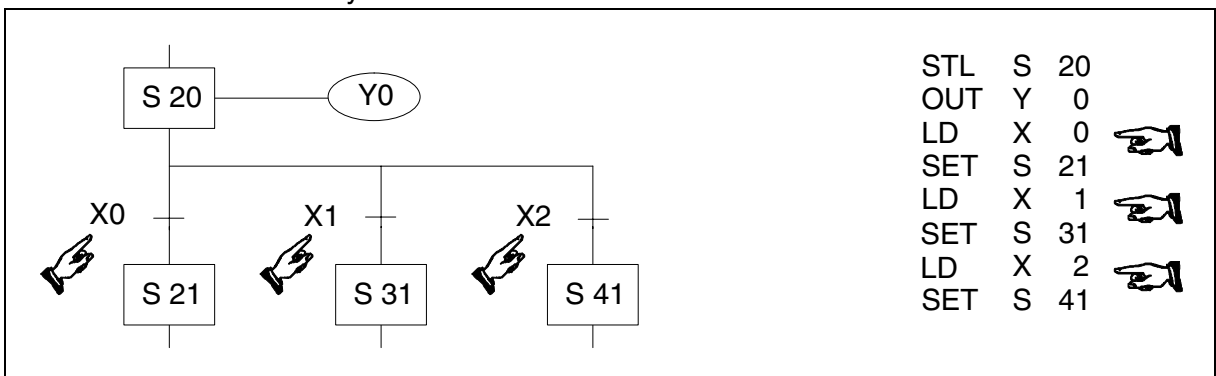 S 20 Y0
X0 X1 X2
S 21 S 31 S 41
STL S 20
OUT Y 0
LD X 0
SET S 21
LD X 1
SET S 31
LD X 2
SET S 41